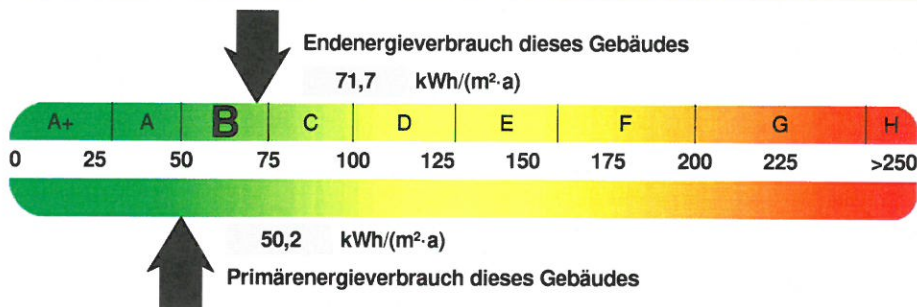 Endenergieverbrauch dieses Gebäudes
71,7 kWh/(m²·a)
A+ A B C D E F G H
0 25 50 75 100 125 150 175 200 225 >250
50,2 kWh/(m²·a)
Primärenergieverbrauch dieses Gebäudes